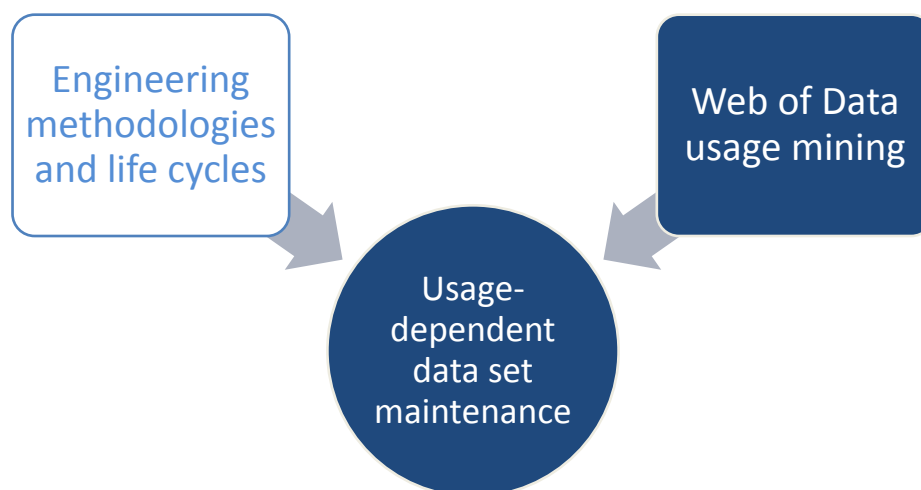 Engineering
methodologies
and life cycles
Web of Data
usage mining
Usage-
dependent
data set
maintenance